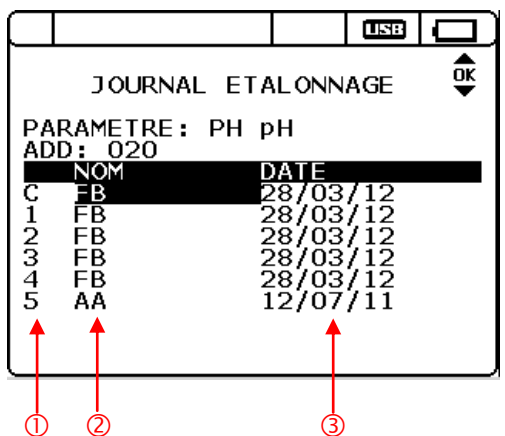 USB
OK
JOURNAL ETALONNAGE
PARAMETRE: PH pH
ADD: 020
NOM DATE
C FB 28/03/12
1 FB 28/03/12
2 FB 28/03/12
3 FB 28/03/12
4 FB 28/03/12
5 AA 12/07/11
① ② ③